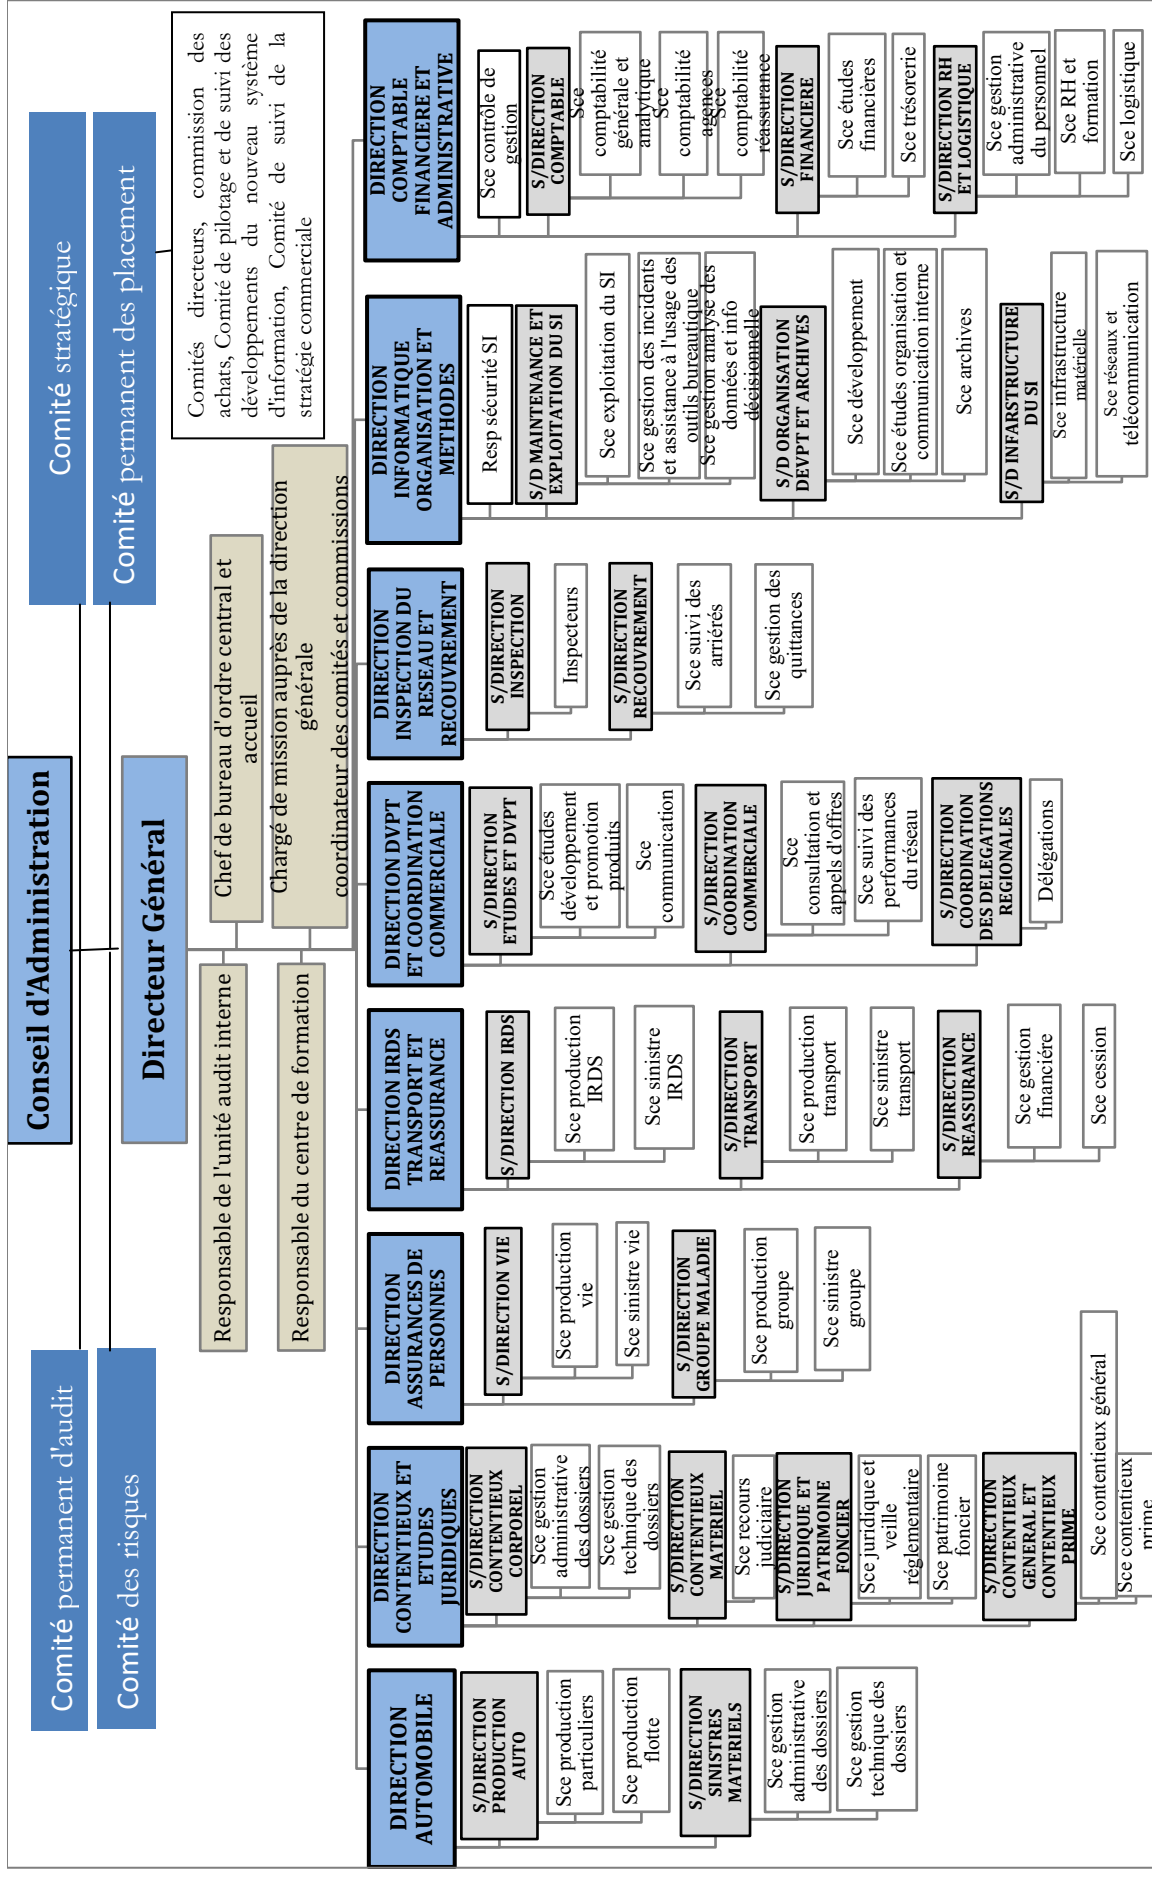 Conseil d'Administration
Comité permanent d'audit
Comité stratégique
Comité des risques
Comité permanent des placement
Directeur Général
Comités directeurs, commission des
achats, Comité de pilotage et de suivi des
développements du nouveau système
d'information, Comité de suivi de la
stratégie commerciale
Responsable de l'unité audit interne
Chef de bureau d'ordre central et
accueil
Responsable du centre de formation
Chargé de mission auprès de la direction
générale
coordinateur des comités et commissions
DIRECTION
AUTOMOBILE
S/DIRECTION
PRODUCTION
AUTO
Sce production
particuliers
Sce production
flotte
S/DIRECTION
SINISTRES
MATERIELS
Sce gestion
administrative
des dossiers
Sce gestion
technique des
dossiers
DIRECTION
CONTENTIEUX ET
ETUDES
JURIDIQUES
S/DIRECTION
CONTENTIEUX
CORPOREL
Sce gestion
administrative
des dossiers
Sce gestion
technique des
dossiers
S/DIRECTION
CONTENTIEUX
MATERIEL
Sce recours
judiciaire
S/DIRECTION
JURIDIQUE ET
PATRIMOINE
FONCIER
Sce juridique et
veille
réglementaire
Sce patrimoine
foncier
S/DIRECTION
CONTENTIEUX
GENERAL ET
CONTENTIEUX
PRIME
Sce contentieux général
Sce contentieux
prime
DIRECTION
ASSURANCES DE
PERSONNES
S/DIRECTION VIE
Sce production
vie
Sce sinistre vie
S/DIRECTION
GROUPE MALADIE
Sce production
groupe
Sce sinistre
groupe
DIRECTION IRDS
TRANSPORT ET
REASSURANCE
S/DIRECTION IRDS
Sce production
IRDS
Sce sinistre
IRDS
S/DIRECTION
TRANSPORT
Sce production
transport
Sce sinistre
transport
S/DIRECTION
REASSURANCE
Sce gestion
financiére
Sce cession
DIRECTION DVPT
ET COORDINATION
COMMERCIALE
S/DIRECTION
ETUDES ET DVPT
Sce études
développement
et promotion
produits
Sce
communication
S/DIRECTION
COORDINATION
COMMERCIALE
Sce
consultation et
appels d'offres
Sce suivi des
performances
du réseau
S/DIRECTION
COORDINATION
DES DELEGATIONS
REGIONALES
Délégations
DIRECTION
INSPECTION DU
RESEAU ET
RECOUVREMENT
S/DIRECTION
INSPECTION
Inspecteurs
S/DIRECTION
RECOUVREMENT
Sce suivi des
arriérés
Sce gestion des
quittances
DIRECTION
INFORMATIQUE
ORGANISATION ET
METHODES
Resp sécurité SI
S/D MAINTENANCE ET
EXPLOITATION DU SI
Sce exploitation du SI
Sce gestion des incidents
et assistance à l'usage des
outils bureautique
Sce gestion analyse des
données et info
décisionnelle
S/D ORGANISATION
DEVPT ET ARCHIVES
Sce développement
Sce études organisation et
communication interne
Sce archives
S/D INFARSTRUCTURE
DU SI
Sce infrastructure
matérielle
Sce réseaux et
télécommunication
DIRECTION
COMPTABLE
FINANCIERE ET
ADMINISTRATIVE
Sce contrôle de
gestion
S/DIRECTION
COMPTABLE
Sce
comptabilité
générale et
analytique
Sce
comptabilité
agences
Sce
comptabilité
réassurance
S/DIRECTION
FINANCIERE
Sce études
financières
Sce trésorerie
S/DIRECTION RH
ET LOGISTIQUE
Sce gestion
administrative
du personnel
Sce RH et
formation
Sce logistique